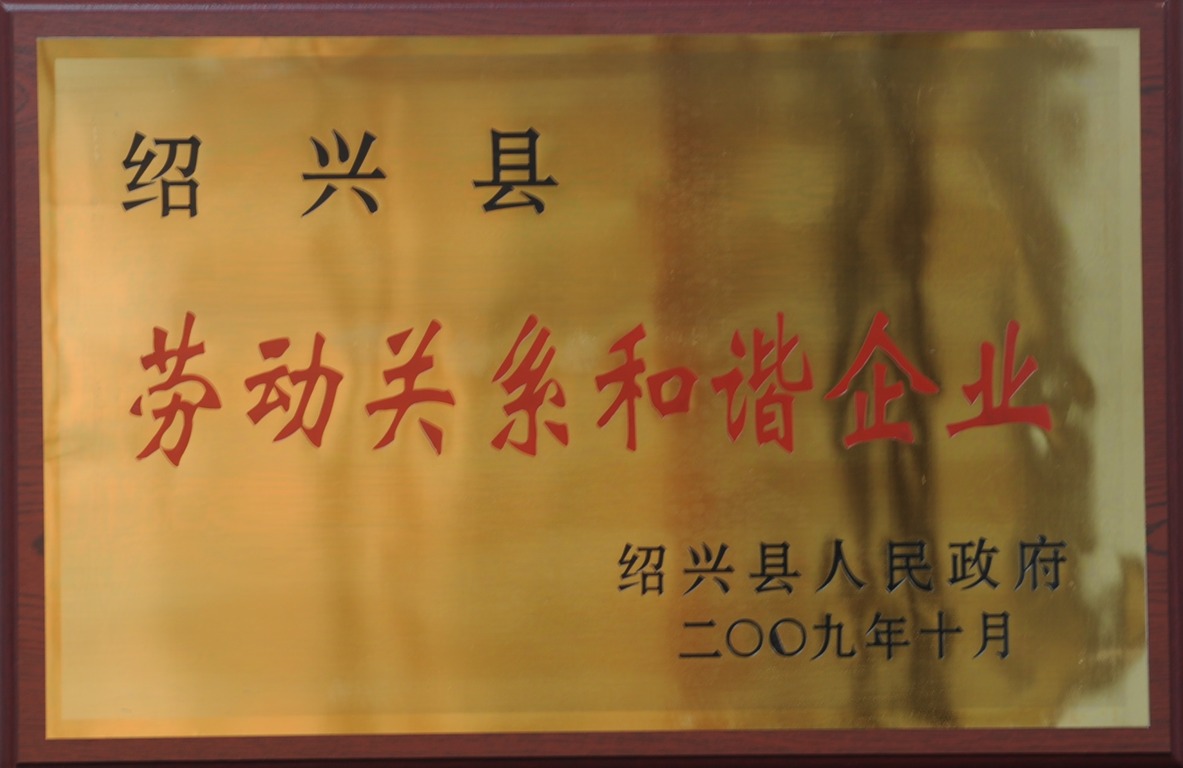 绍兴县
劳动关系和谐企业
绍兴县人民政府
二〇〇九年十月